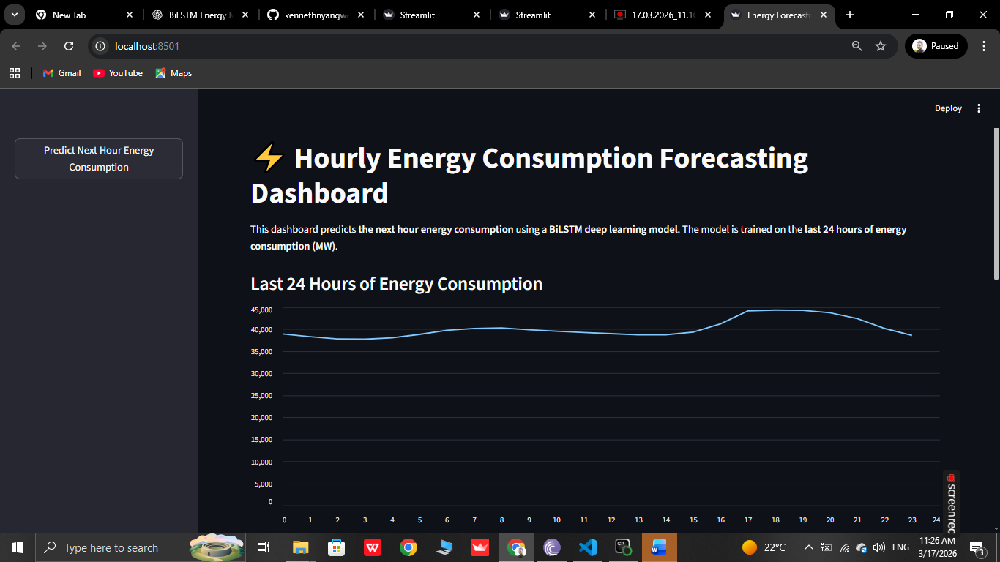 New Tab
BiLSTM Energy M
kennethnyangwe
Streamlit
Streamlit
17.03.2026_11.1
Energy Forecasti
localhost:8501
Paused
Gmail
YouTube
Maps
Deploy
Predict Next Hour Energy
Consumption
⚡ Hourly Energy Consumption Forecasting
Dashboard
This dashboard predicts the next hour energy consumption using a BiLSTM deep learning model. The model is trained on the last 24 hours of energy
consumption (MW).
Last 24 Hours of Energy Consumption
45,000
40,000
35,000
30,000
25,000
20,000
15,000
10,000
5,000
0
0 1 2 3 4 5 6 7 8 9 10 11 12 13 14 15 16 17 18 19 20 21 22 23 24
screenrec
Type here to search
22°C
ENG
11:26 AM
3/17/2026
3